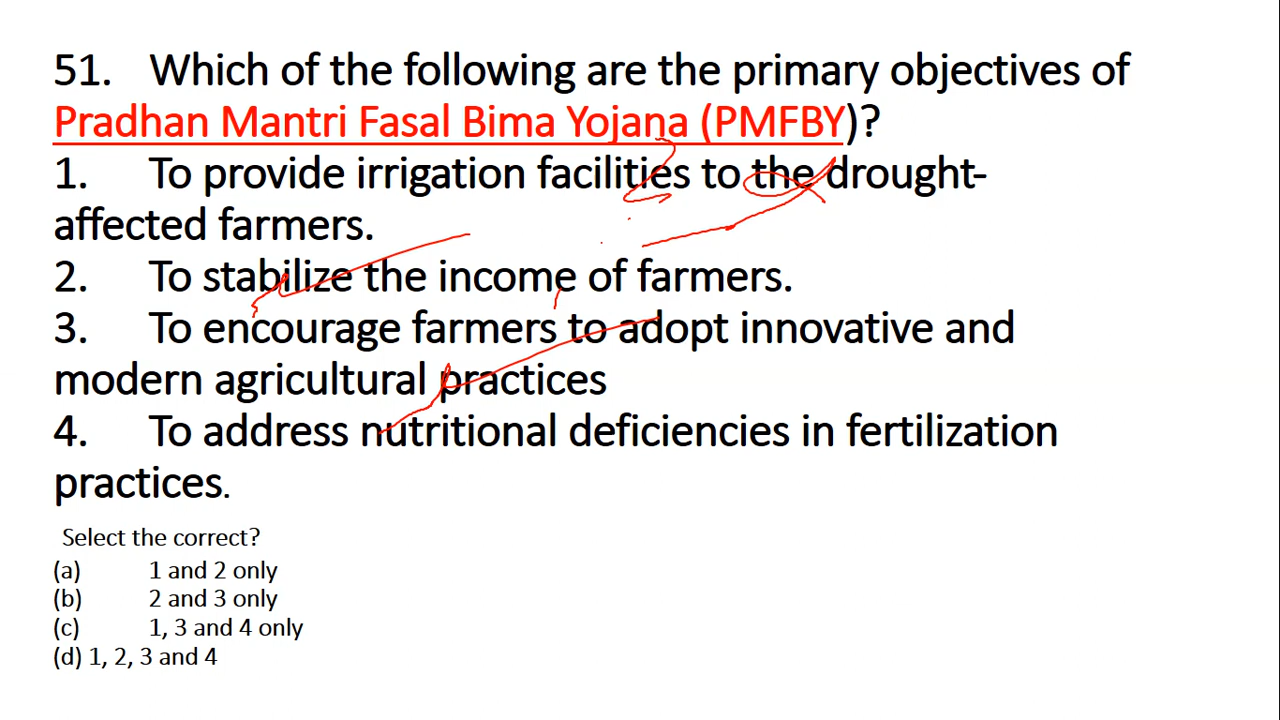 51. Which of the following are the primary objectives of
Pradhan Mantri Fasal Bima Yojana (PMFBY)?
1. To provide irrigation facilities to the drought-
affected farmers.
2. To stabilize the income of farmers.
3. To encourage farmers to adopt innovative and
modern agricultural practices
4. To address nutritional deficiencies in fertilization
practices.
Select the correct?
(a) 1 and 2 only
(b) 2 and 3 only
(c) 1, 3 and 4 only
(d) 1, 2, 3 and 4